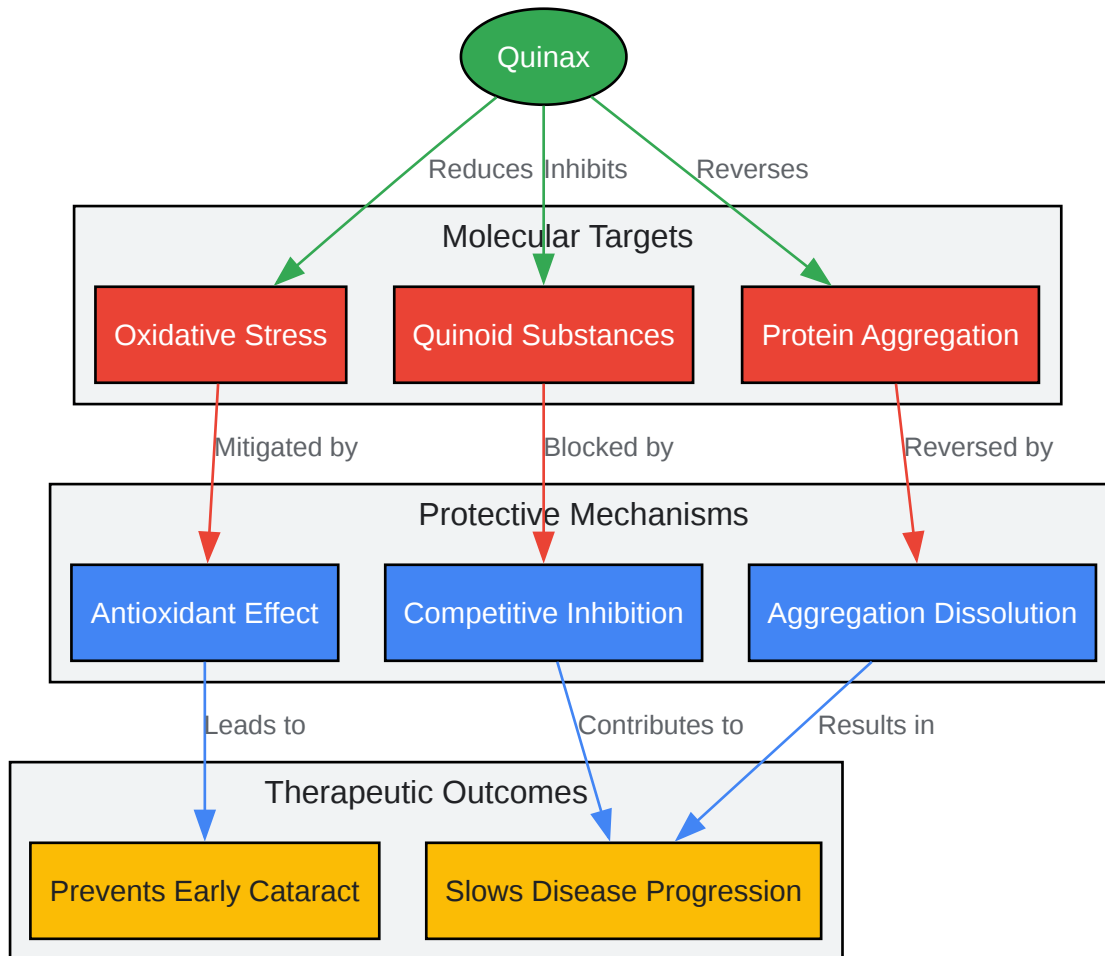 Quinax
Reduces
Inhibits
Reverses
Molecular Targets
Oxidative Stress
Quinoid Substances
Protein Aggregation
Mitigated by
Blocked by
Reversed by
Protective Mechanisms
Antioxidant Effect
Competitive Inhibition
Aggregation Dissolution
Leads to
Contributes to
Results in
Therapeutic Outcomes
Prevents Early Cataract
Slows Disease Progression